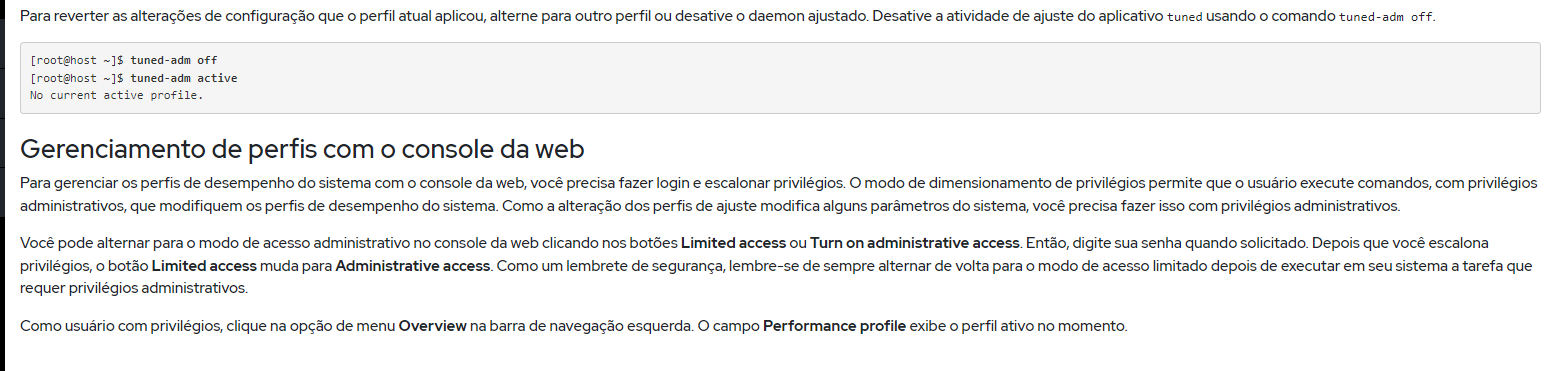 Para reverter as alterações de configuração que o perfil atual aplicou, alterne para outro perfil ou desative o daemon ajustado. Desative a atividade de ajuste do aplicativo tuned usando o comando tuned-adm off.
[root@host ~]$ tuned-adm off
[root@host ~]$ tuned-adm active
No current active profile.
Gerenciamento de perfis com o console da web
Para gerenciar os perfis de desempenho do sistema com o console da web, você precisa fazer login e escalonar privilégios. O modo de dimensionamento de privilégios permite que o usuário execute comandos, com privilégios
administrativos, que modifiquem os perfis de desempenho do sistema. Como a alteração dos perfis de ajuste modifica alguns parâmetros do sistema, você precisa fazer isso com privilégios administrativos.
Você pode alternar para o modo de acesso administrativo no console da web clicando nos botões Limited access ou Turn on administrative access. Então, digite sua senha quando solicitado. Depois que você escalona
privilégios, o botão Limited access muda para Administrative access. Como um lembrete de segurança, lembre-se de sempre alternar de volta para o modo de acesso limitado depois de executar em seu sistema a tarefa que
requer privilégios administrativos.
Como usuário com privilégios, clique na opção de menu Overview na barra de navegação esquerda. O campo Performance profile exibe o perfil ativo no momento.